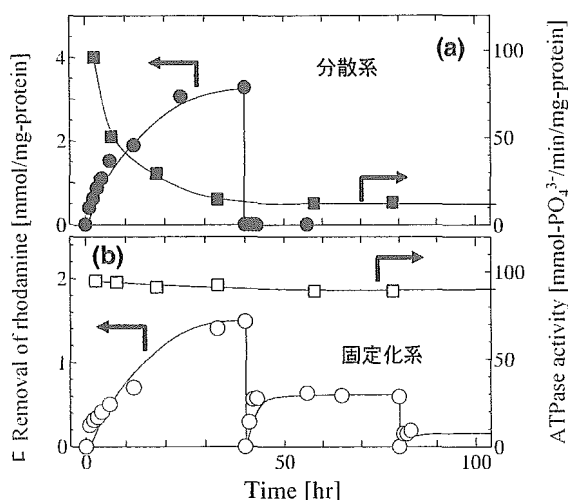 (a)
分散系
4
2
0
100
50
0
Removal of rhodamine [mmol/mg-protein]
ATPase activity [mmol-PO₄³⁻/min/mg-protein]
(b)
固定化系
2
1
0
100
50
0
0
50
100
Time [hr]